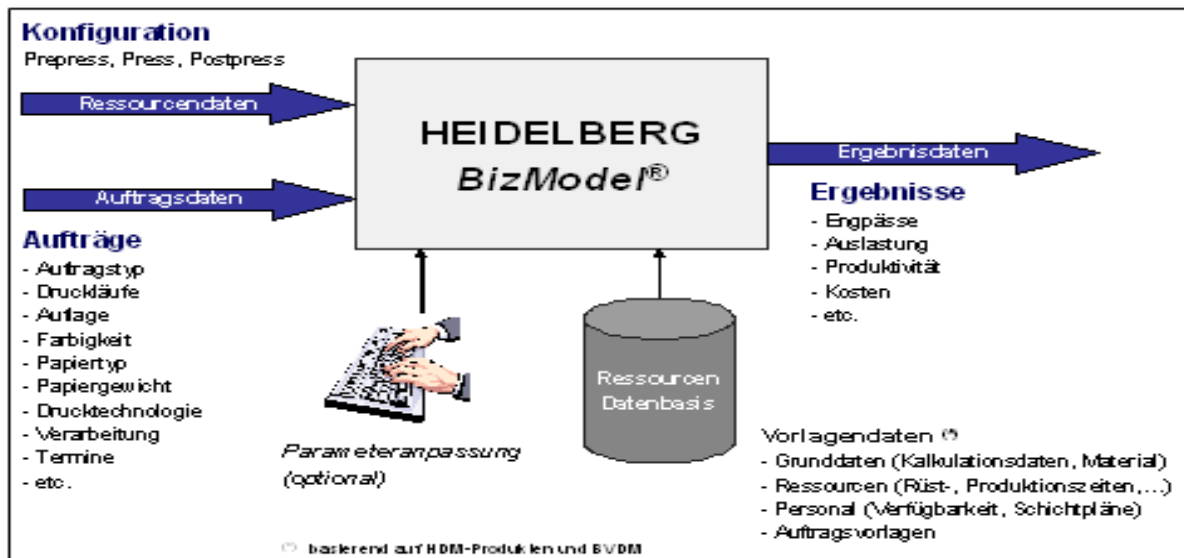 Konfiguration
Prepress, Press, Postpress
Ressourcendaten
Auftragsdaten
Aufträge
- Auftragstyp
- Druckläufe
- Auflage
- Farbigkeit
- Papiertyp
- Papiergewicht
- Drucktechnologie
- Verarbeitung
- Termine
- etc.
HEIDELBERG
BizModel®
Parameteranpassung
(optional)
Ressourcen
Datenbasis
Ergebnisdaten
Ergebnisse
- Engpässe
- Auslastung
- Produktivität
- Kosten
- etc.
Vorlagendaten (*)
- Grunddaten (Kalkulationsdaten, Material)
- Ressourcen (Rüst-, Produktionszeiten,...)
- Personal (Verfügbarkeit, Schichtpläne)
- Auftragsvorlagen
(*) basierend auf HDM-Produkten und BVDM